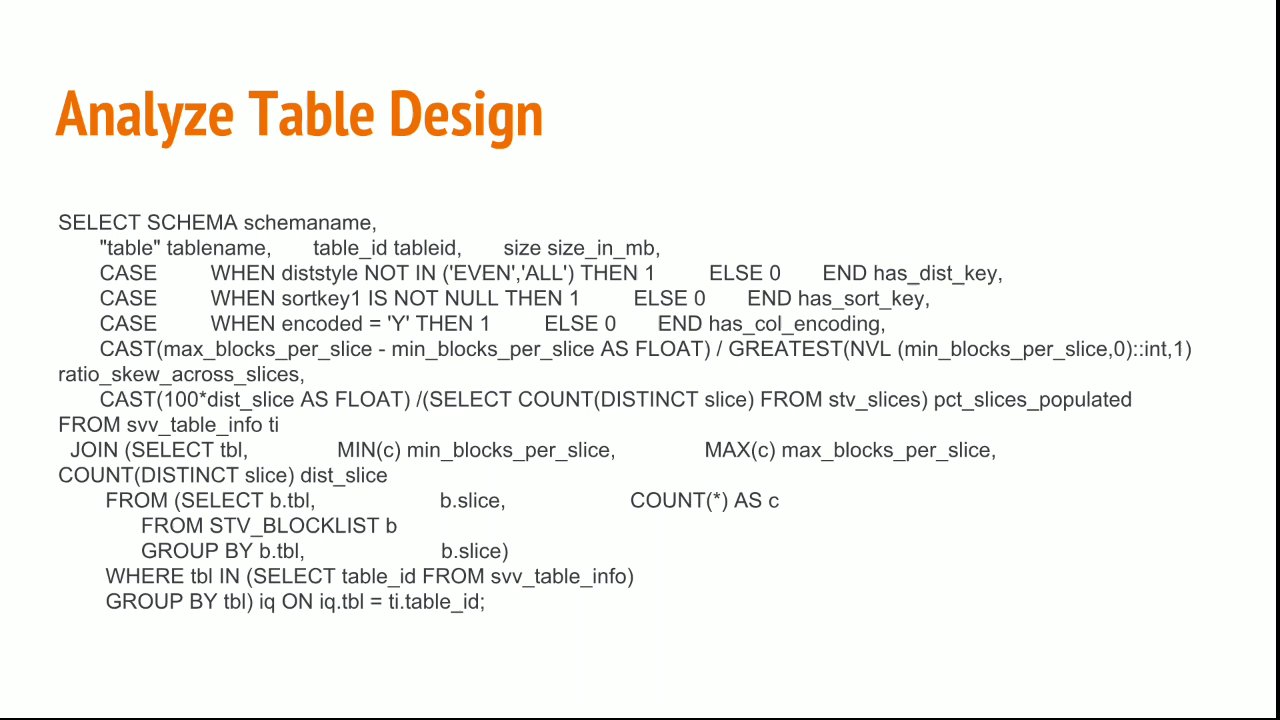 Analyze Table Design
SELECT SCHEMA schemaname,
"table" tablename, table_id tableid, size size_in_mb,
CASE WHEN diststyle NOT IN ('EVEN','ALL') THEN 1 ELSE 0 END has_dist_key,
CASE WHEN sortkey1 IS NOT NULL THEN 1 ELSE 0 END has_sort_key,
CASE WHEN encoded = 'Y' THEN 1 ELSE 0 END has_col_encoding,
CAST(max_blocks_per_slice - min_blocks_per_slice AS FLOAT) / GREATEST(NVL (min_blocks_per_slice,0)::int,1)
ratio_skew_across_slices,
CAST(100*dist_slice AS FLOAT) /(SELECT COUNT(DISTINCT slice) FROM stv_slices) pct_slices_populated
FROM svv_table_info ti
JOIN (SELECT tbl, MIN(c) min_blocks_per_slice, MAX(c) max_blocks_per_slice,
COUNT(DISTINCT slice) dist_slice
FROM (SELECT b.tbl, b.slice, COUNT(*) AS c
FROM STV_BLOCKLIST b
GROUP BY b.tbl, b.slice)
WHERE tbl IN (SELECT table_id FROM svv_table_info)
GROUP BY tbl) iq ON iq.tbl = ti.table_id;